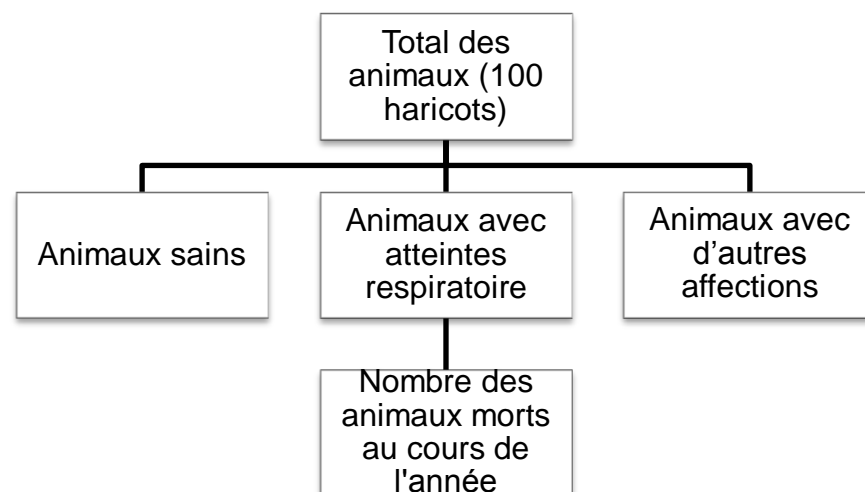 Total des
animaux (100
haricots)
Animaux sains
Animaux avec
atteintes
respiratoire
Animaux avec
d’autres
affections
Nombre des
animaux morts
au cours de
l'année